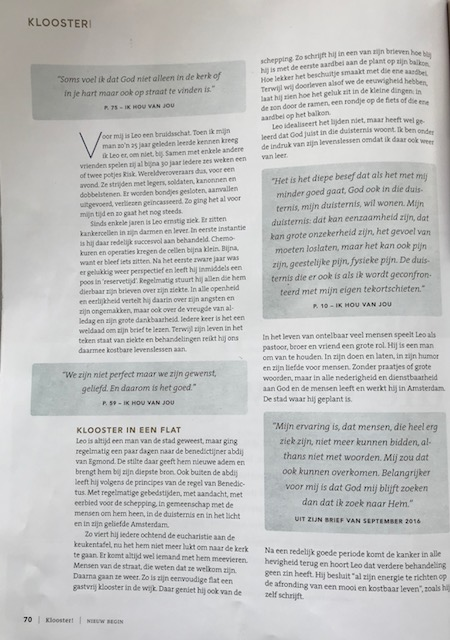 KLOOSTER!
"Soms voel ik dat God niet alleen in de kerk of
in je hart maar ook op straat te vinden is."
P. 75 – IK HOU VAN JOU
Voor mij is Leo een bruidsschat. Toen ik mijn
man zo'n 25 jaar geleden leerde kennen kreeg
ik Leo er, om niet, bij. Samen met enkele andere
vrienden spelen zij al bijna 30 jaar iedere zes weken een
of twee potjes Risk. Wereldveroveraars dus, voor een
avond. Ze strijden met legers, soldaten, kanonnen en
dobbelstenen. Er worden bondjes gesloten, aanvallen
uitgevoerd, verliezen geïncasseerd. Zo ging het al voor
mijn tijd en zo gaat het nog steeds.
Sinds enkele jaren is Leo ernstig ziek. Er zitten
kankercellen in zijn darmen en lever. In eerste instantie
is hij daar redelijk succesvol aan behandeld. Chemo-
kuren en operaties kregen de cellen bijna klein. Bijna,
want er bleef iets zitten. Na het eerste zware jaar was
er gelukkig weer perspectief en leeft hij inmiddels een
poos in 'reservetijd'. Regelmatig stuurt hij allen die hem
dierbaar zijn brieven over zijn ziekte. In alle openheid
en eerlijkheid vertelt hij daarin over zijn angsten en
zijn ongemakken, maar ook over de vreugde van al-
ledag en zijn grote dankbaarheid. Iedere keer is het een
weldaad om zijn brief te lezen. Terwijl zijn leven in het
teken staat van ziekte en behandelingen reikt hij ons
daarmee kostbare levenslessen aan.
"We zijn niet perfect maar we zijn gewenst,
geliefd. En daarom is het goed."
P. 59 – IK HOU VAN JOU
KLOOSTER IN EEN FLAT
Leo is altijd een man van de stad geweest, maar ging
regelmatig een paar dagen naar de benedictijner abdij
van Egmond. De stilte daar geeft hem nieuwe adem en
brengt hem bij zijn diepste bron. Ook buiten de abdij
leeft hij volgens de principes van de regel van Benedic-
tus. Met regelmatige gebedstijden, met aandacht, met
eerbied voor de schepping, in gemeenschap met de
mensen om hem heen, in de duisternis en in het licht
en in zijn geliefde Amsterdam.
Zo viert hij iedere ochtend de eucharistie aan de
keukentafel, nu het hem niet meer lukt om naar de kerk
te gaan. Er komt altijd wel iemand met hem meevieren.
Mensen van de straat, die weten dat ze welkom zijn.
Daarna gaan ze weer. Zo is zijn eenvoudige flat een
gastvrij klooster in de wijk. Daar geniet hij ook van de
schepping. Zo schrijft hij in een van zijn brieven hoe blij
hij is met de eerste aardbei aan de plant op zijn balkon.
Hoe lekker het beschuitje smaakt met die ene aardbei.
Terwijl wij doorleven alsof we de eeuwigheid hebben,
laat hij zien hoe het geluk zit in de kleine dingen: in
de zon door de ramen, een rondje op de fiets of die ene
aardbei op het balkon.
Leo idealiseert het lijden niet, maar heeft wel ge-
leerd dat God juist in die duisternis woont. Ik ben onder
de indruk van zijn levenslessen omdat ik daar ook weer
van leer.
"Het is het diepe besef dat als het met mij
minder goed gaat, God ook in die duis-
ternis, mijn duisternis, wil wonen. Mijn
duisternis: dat kan eenzaamheid zijn, dat
kan grote onzekerheid zijn, het gevoel van
moeten loslaten, maar het kan ook pijn
zijn, geestelijke pijn, fysieke pijn. De duis-
ternis die er ook is als ik word geconfron-
teerd met mijn eigen tekortschieten."
P. 10 – IK HOU VAN JOU
In het leven van ontelbaar veel mensen speelt Leo als
pastoor, broer en vriend een grote rol. Hij is een man
om van te houden. In zijn doen en laten, in zijn humor
en zijn liefde voor mensen. Zonder praatjes of grote
woorden, maar in alle nederigheid en dienstbaarheid
aan God en de mensen leeft en werkt hij in Amsterdam.
De stad waar hij geplant is.
"Mijn ervaring is, dat mensen, die heel erg
ziek zijn, niet meer kunnen bidden, al-
thans niet met woorden. Mij zou dat
ook kunnen overkomen. Belangrijker
voor mij is dat God mij blijft zoeken
dan dat ik zoek naar Hem."
UIT ZIJN BRIEF VAN SEPTEMBER 2016
Na een redelijk goede periode komt de kanker in alle
hevigheid terug en hoort Leo dat verdere behandeling
geen zin heeft. Hij besluit "al zijn energie te richten op
de afronding van een mooi en kostbaar leven", zoals hij
zelf schrijft.
70 | Klooster! | NIEUW BEGIN